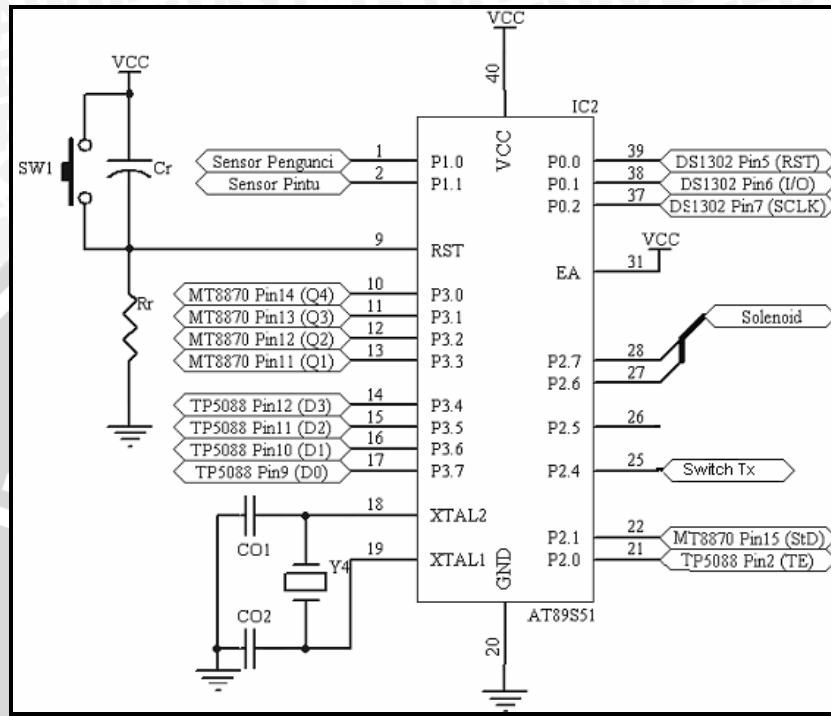 VCC
SW1
Cr
Rr
VCC
40
IC2
VCC
Sensor Pengunci 1 P1.0
Sensor Pintu 2 P1.1
9 RST
MT8870 Pin14 (Q4) 10 P3.0
MT8870 Pin13 (Q3) 11 P3.1
MT8870 Pin12 (Q2) 12 P3.2
MT8870 Pin11 (Q1) 13 P3.3
TP5088 Pin12 (D3) 14 P3.4
TP5088 Pin11 (D2) 15 P3.5
TP5088 Pin10 (D1) 16 P3.6
TP5088 Pin9 (D0) 17 P3.7
18 XTAL2
19 XTAL1
CO1
Y4
CO2
P0.0 39 DS1302 Pin5 (RST)
P0.1 38 DS1302 Pin6 (I/O)
P0.2 37 DS1302 Pin7 (SCLK)
VCC
EA 31
Solenoid
P2.7 28
P2.6 27
P2.5 26
P2.4 25 Switch Tx
P2.1 22 MT8870 Pin15 (StD)
P2.0 21 TP5088 Pin2 (TE)
GND
AT89S51
20